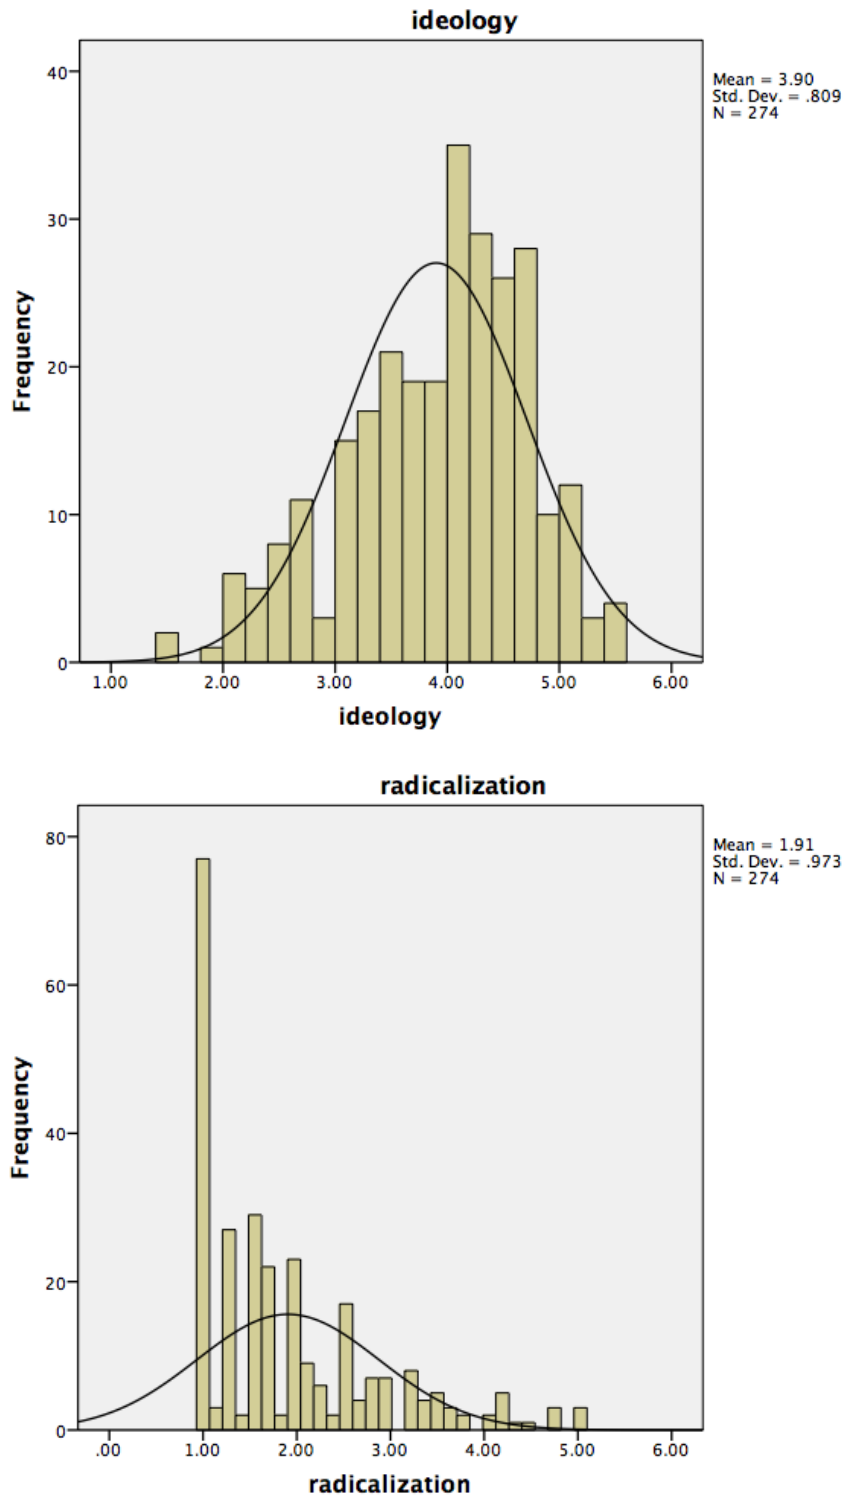 ideology
40
30
20
10
0
Frequency
Mean = 3.90
Std. Dev. = .809
N = 274
1.00 2.00 3.00 4.00 5.00 6.00
ideology
radicalization
80
60
40
20
0
Frequency
Mean = 1.91
Std. Dev. = .973
N = 274
.00 1.00 2.00 3.00 4.00 5.00 6.00
radicalization